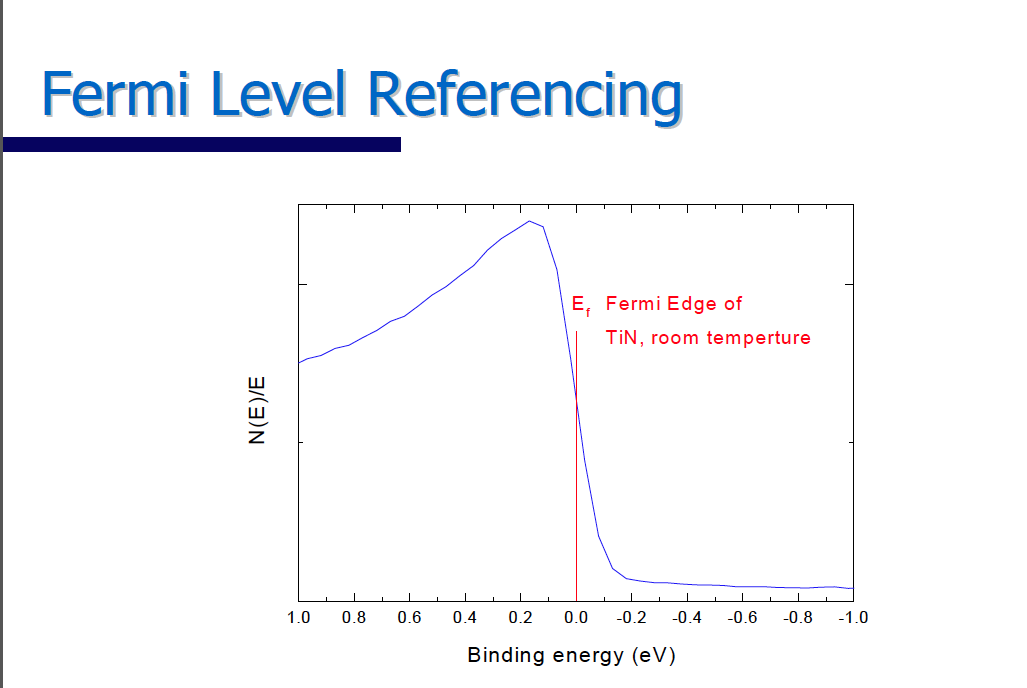 Fermi Level Referencing
E_f Fermi Edge of
TiN, room temperture
N(E)/E
1.0 0.8 0.6 0.4 0.2 0.0 -0.2 -0.4 -0.6 -0.8 -1.0
Binding energy (eV)